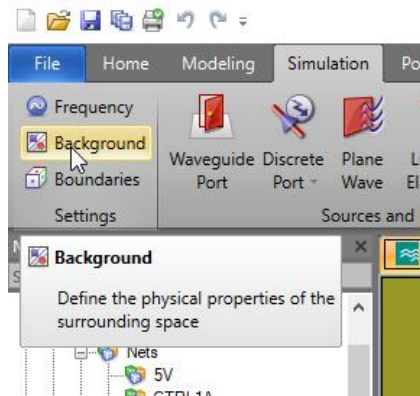 File Home Modeling Simulation
Frequency
Background
Boundaries
Settings
Waveguide Port
Discrete Port
Plane Wave
Sources and
Background
Define the physical properties of the
surrounding space
Nets
5V
CTRL1A